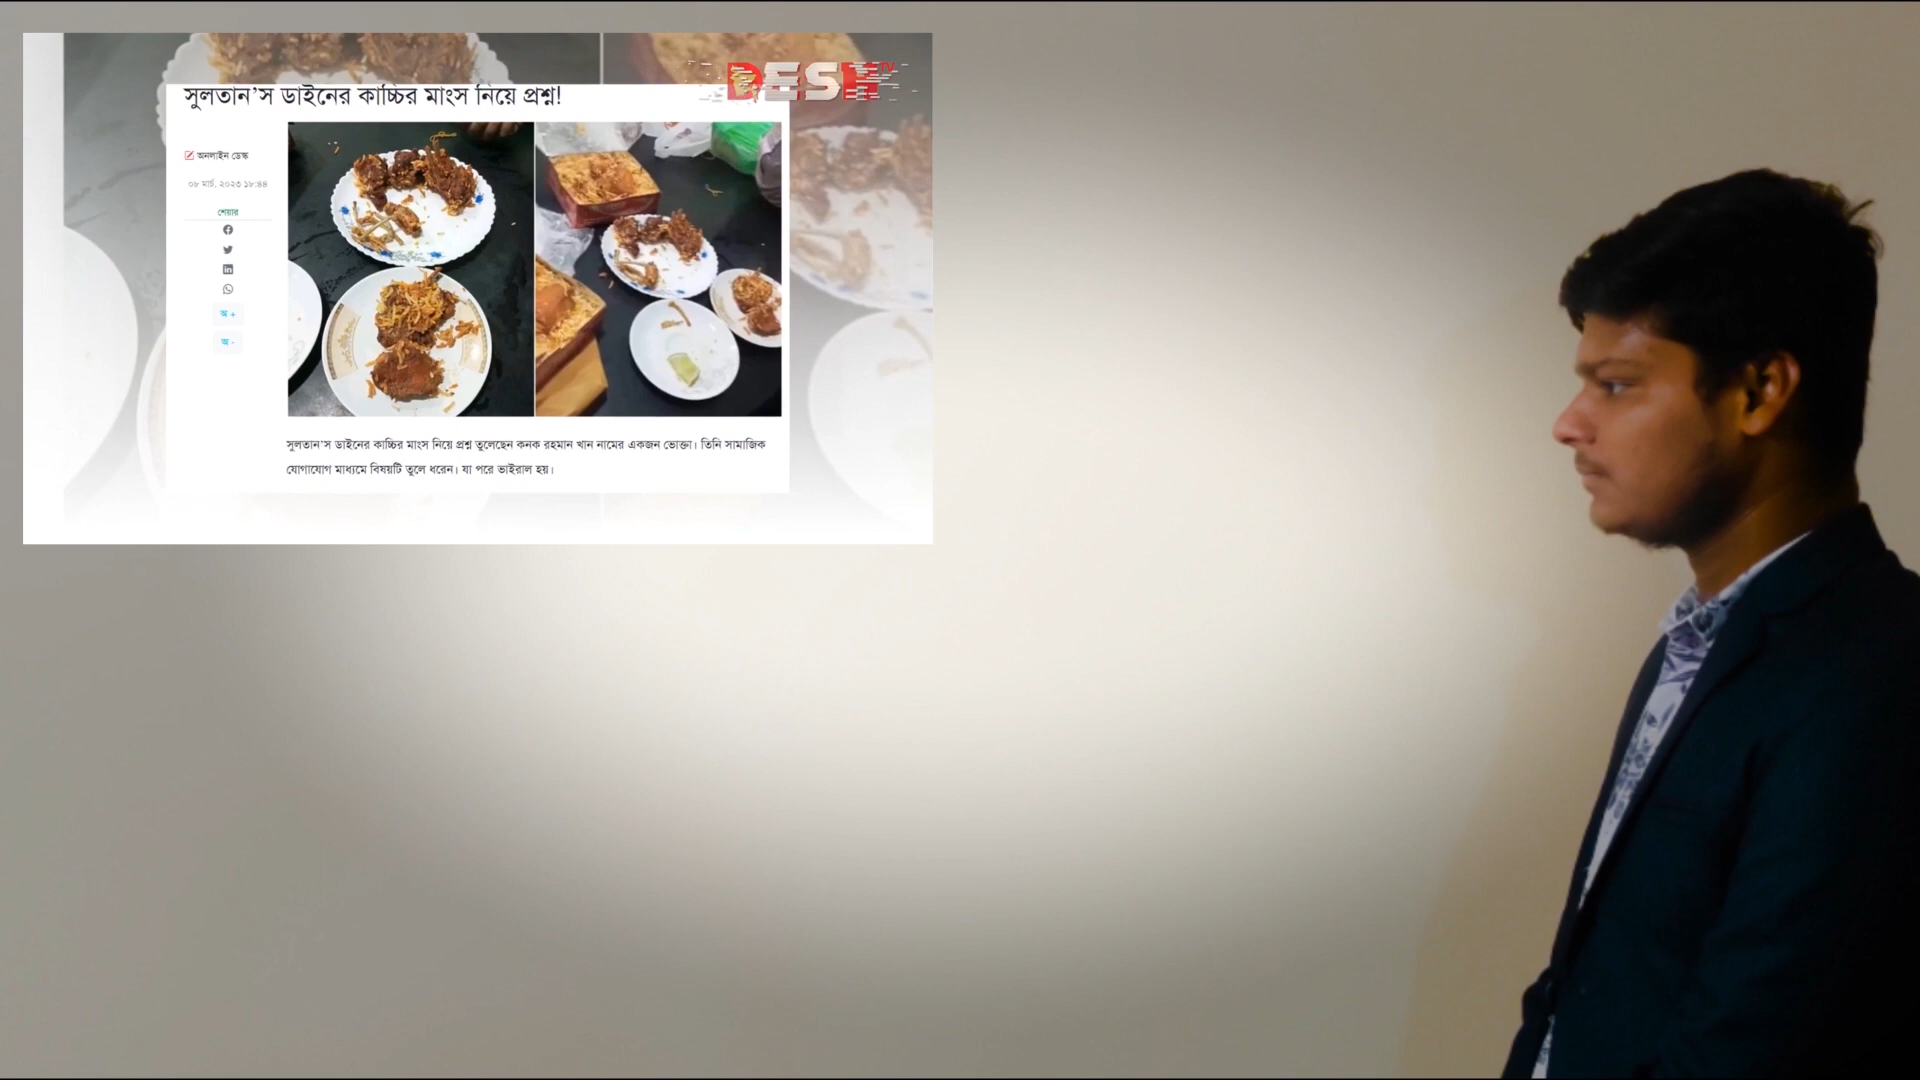 DESH TV
সুলতান’স ডাইনের কাচ্চির মাংস নিয়ে প্রশ্ন!
অনলাইন ডেস্ক
০৮ মার্চ, ২০২৩ ১৮:৪৪
শেয়ার
অ +
অ -
সুলতান’স ডাইনের কাচ্চির মাংস নিয়ে প্রশ্ন তুলেছেন কনক রহমান খান নামের একজন ভোক্তা। তিনি সামাজিক
যোগাযোগ মাধ্যমে বিষয়টি তুলে ধরেন। যা পরে ভাইরাল হয়।